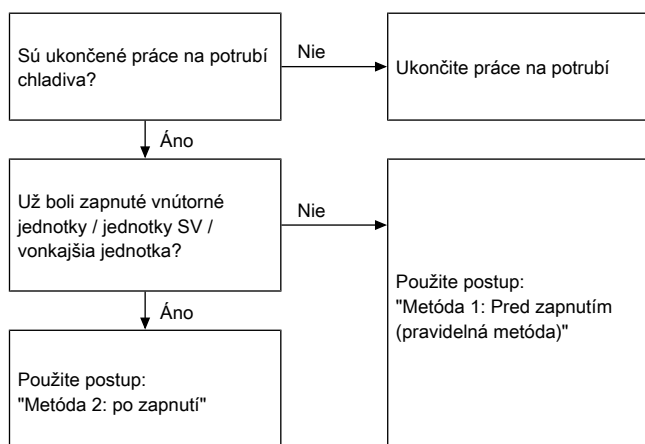 Sú ukončené práce na potrubí
chladiva?
Nie
Ukončite práce na potrubí
Áno
Už boli zapnuté vnútorné
jednotky / jednotky SV /
vonkajšia jednotka?
Nie
Použite postup:
"Metóda 1: Pred zapnutím
(pravidelná metóda)"
Áno
Použite postup:
"Metóda 2: po zapnutí"